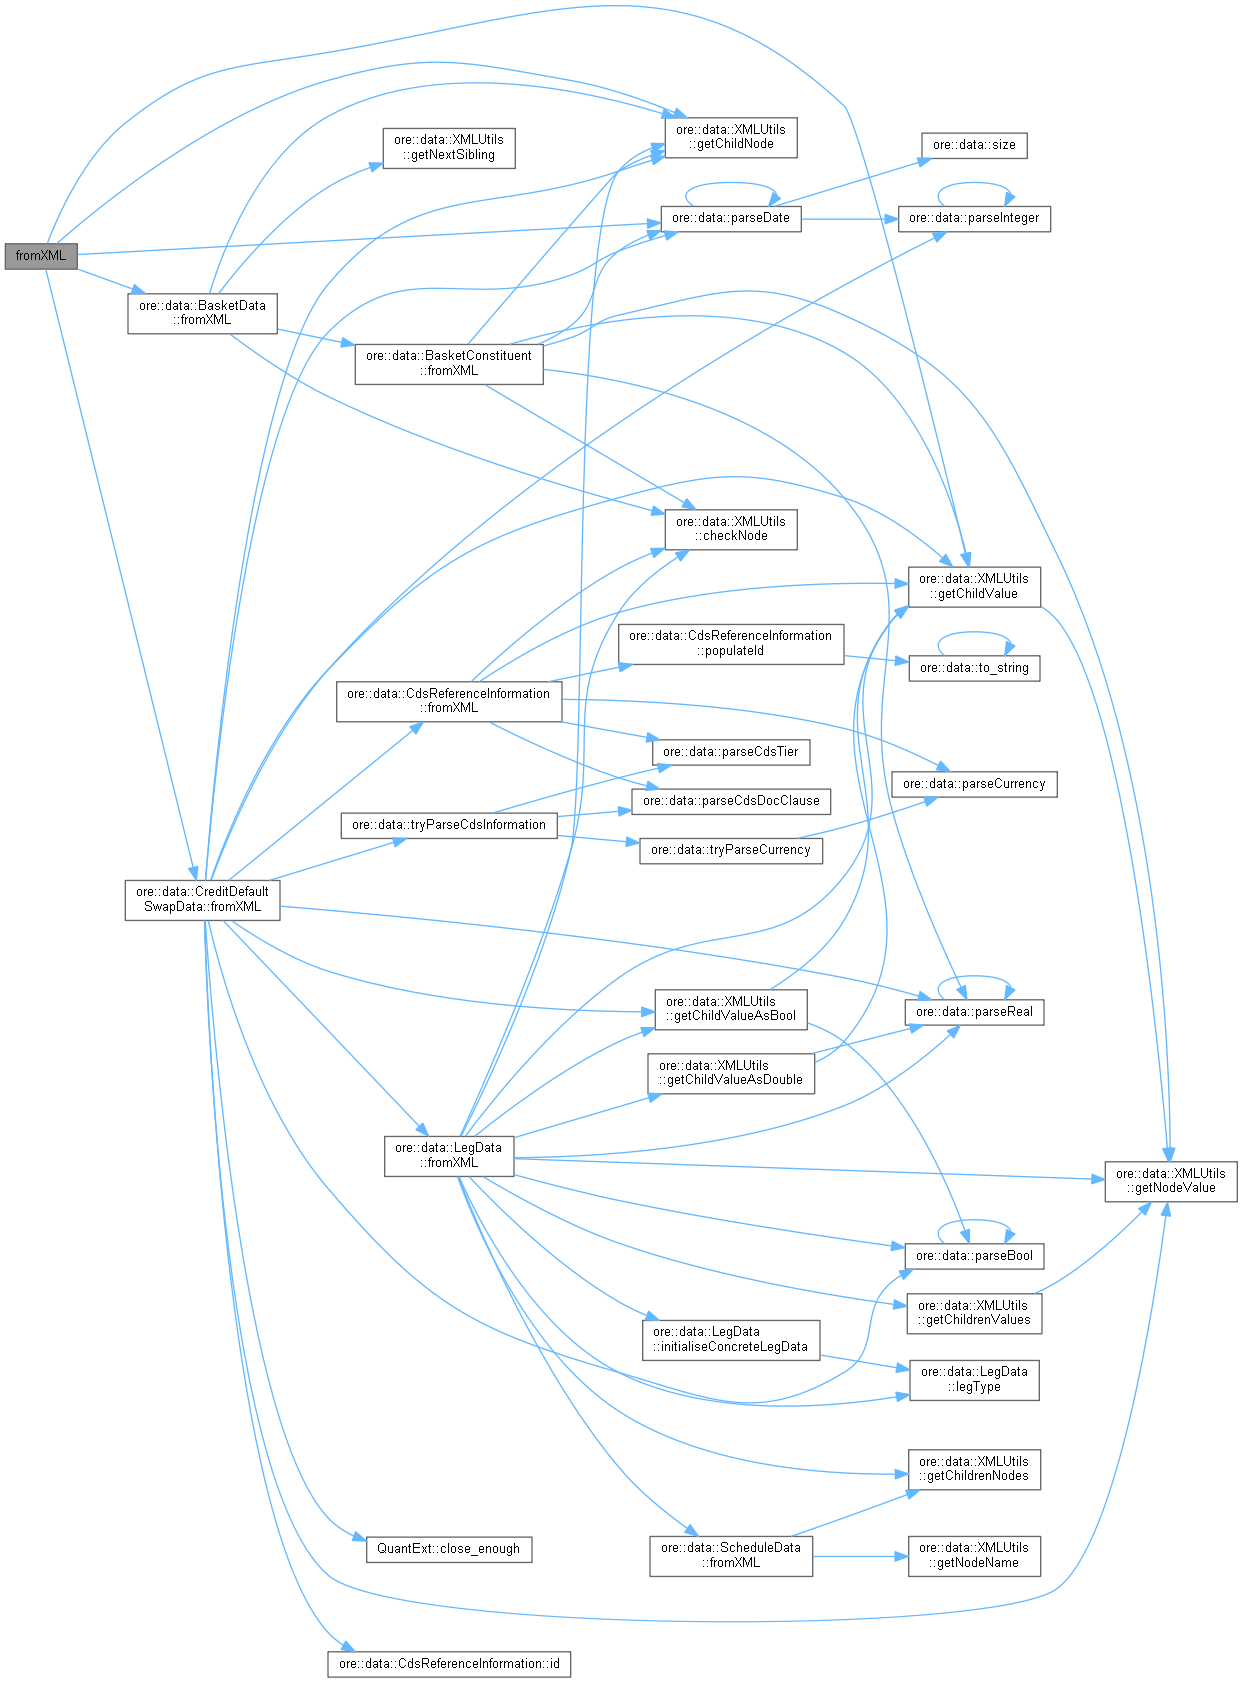 ore::data::XMLUtils
::getChildNode
ore::data::XMLUtils
::getNextSibling
ore::data::size
ore::data::parseDate
ore::data::parseInteger
fromXML
ore::data::BasketData
::fromXML
ore::data::BasketConstituent
::fromXML
ore::data::XMLUtils
::checkNode
ore::data::XMLUtils
::getChildValue
ore::data::CdsReferenceInformation
::populateId
ore::data::to_string
ore::data::CdsReferenceInformation
::fromXML
ore::data::parseCdsTier
ore::data::parseCurrency
ore::data::parseCdsDocClause
ore::data::tryParseCdsInformation
ore::data::tryParseCurrency
ore::data::CreditDefault
SwapData::fromXML
ore::data::XMLUtils
::getChildValueAsBool
ore::data::parseReal
ore::data::XMLUtils
::getChildValueAsDouble
ore::data::LegData
::fromXML
ore::data::XMLUtils
::getNodeValue
ore::data::parseBool
ore::data::XMLUtils
::getChildrenValues
ore::data::LegData
::initialiseConcreteLegData
ore::data::LegData
::legType
ore::data::XMLUtils
::getChildrenNodes
QuantExt::close_enough
ore::data::ScheduleData
::fromXML
ore::data::XMLUtils
::getNodeName
ore::data::CdsReferenceInformation::id